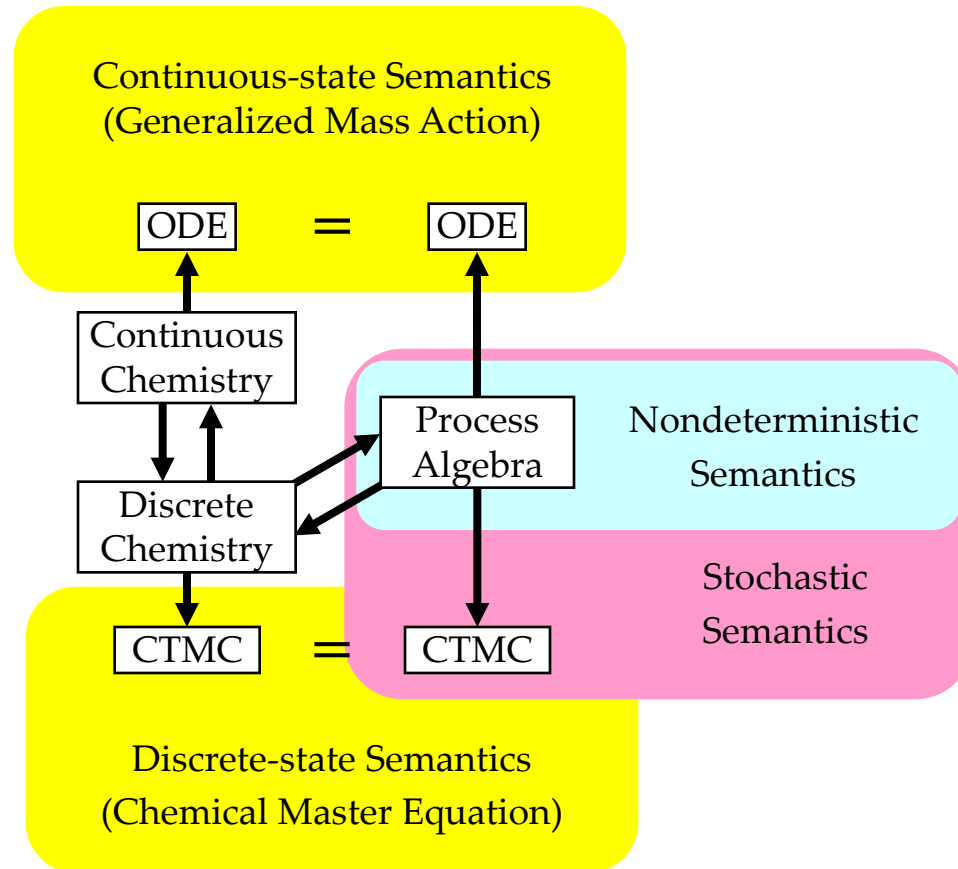 Continuous-state Semantics
(Generalized Mass Action)
ODE = ODE
Continuous
Chemistry
Process
Algebra
Nondeterministic
Semantics
Discrete
Chemistry
Stochastic
Semantics
CTMC = CTMC
Discrete-state Semantics
(Chemical Master Equation)